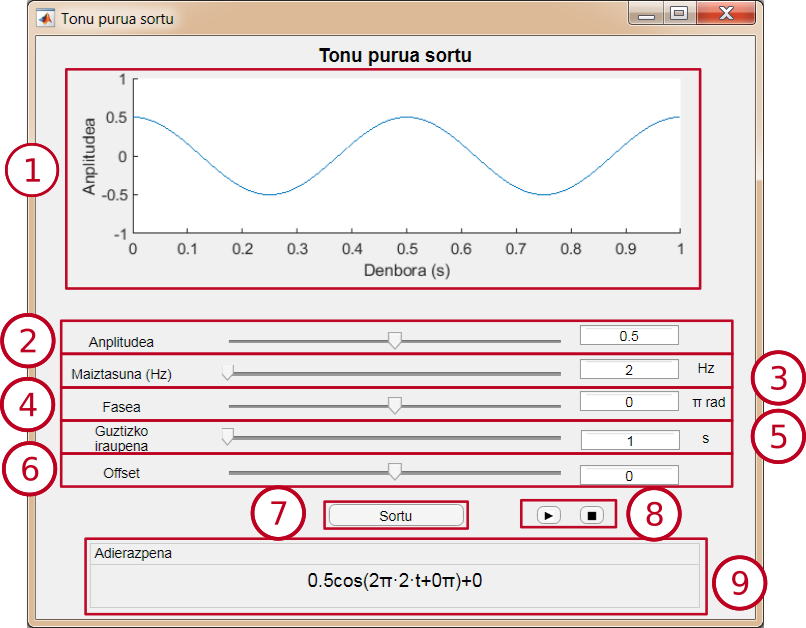 Tonu purua sortu
Tonu purua sortu
1
Anplitudea
1
0.5
0
-0.5
-1
0 0.1 0.2 0.3 0.4 0.5 0.6 0.7 0.8 0.9 1
Denbora (s)
2
Anplitudea 0.5
Maiztasuna (Hz) 2 Hz
3
4
Fasea 0 π rad
Guztizko
iraupena 1 s
5
6
Offset 0
7
Sortu
8
Adierazpena
0.5cos(2π·2·t+0π)+0
9